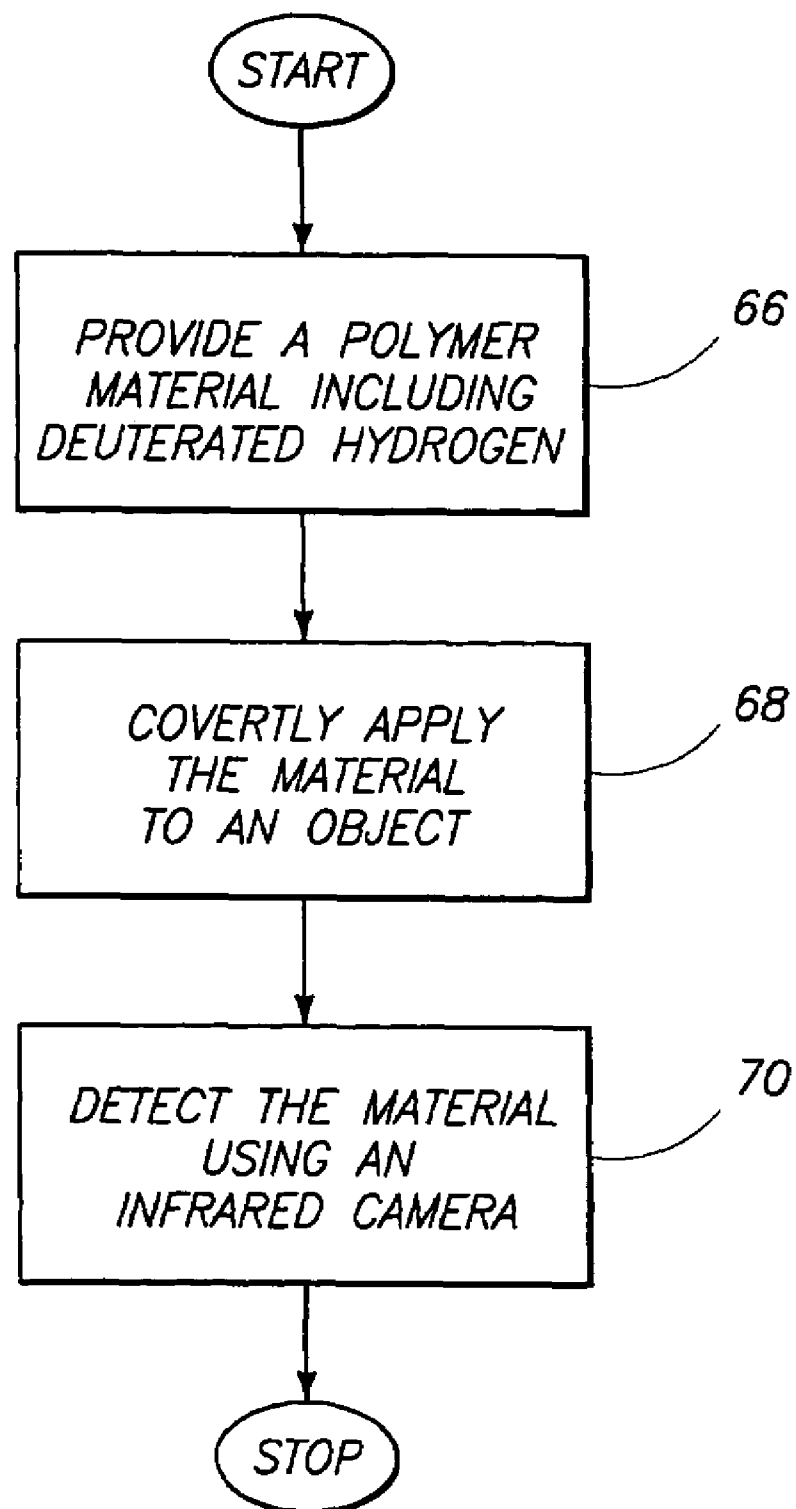 START
PROVIDE A POLYMER
MATERIAL INCLUDING
DEUTERATED HYDROGEN
66
COVERTLY APPLY
THE MATERIAL
TO AN OBJECT
68
DETECT THE MATERIAL
USING AN
INFRARED CAMERA
70
STOP